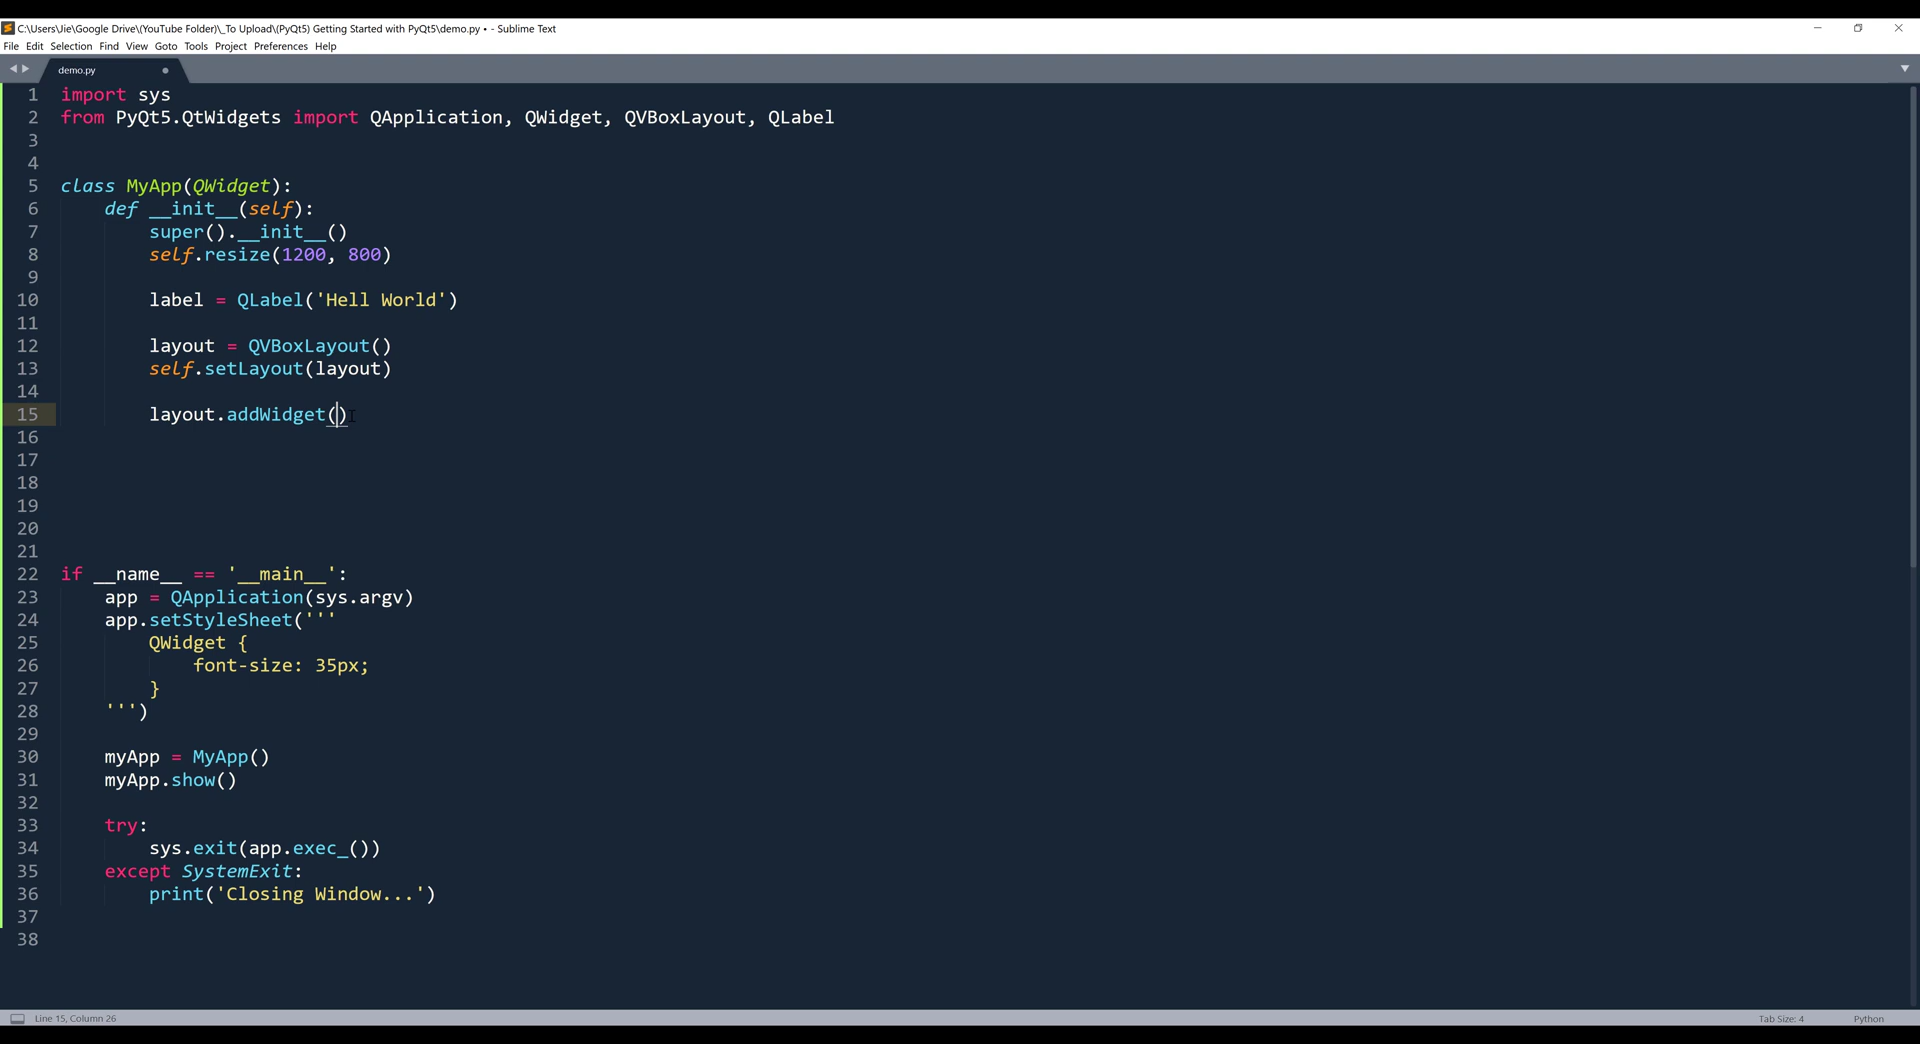 C:\Users\Jie\Google Drive\(YouTube Folder)\_To Upload\(PyQt5) Getting Started with PyQt5\demo.py • - Sublime Text
File Edit Selection Find View Goto Tools Project Preferences Help
demo.py
1 import sys
2 from PyQt5.QtWidgets import QApplication, QWidget, QVBoxLayout, QLabel
3
4
5 class MyApp(QWidget):
6     def __init__(self):
7         super().__init__()
8         self.resize(1200, 800)
9
10         label = QLabel('Hell World')
11
12         layout = QVBoxLayout()
13         self.setLayout(layout)
14
15         layout.addWidget()
16
17
18
19
20
21
22 if __name__ == '__main__':
23     app = QApplication(sys.argv)
24     app.setStyleSheet('''
25         QWidget {
26             font-size: 35px;
27         }
28     ''')
29
30     myApp = MyApp()
31     myApp.show()
32
33     try:
34         sys.exit(app.exec_())
35     except SystemExit:
36         print('Closing Window...')
37
38
Line 15, Column 26
Tab Size: 4
Python